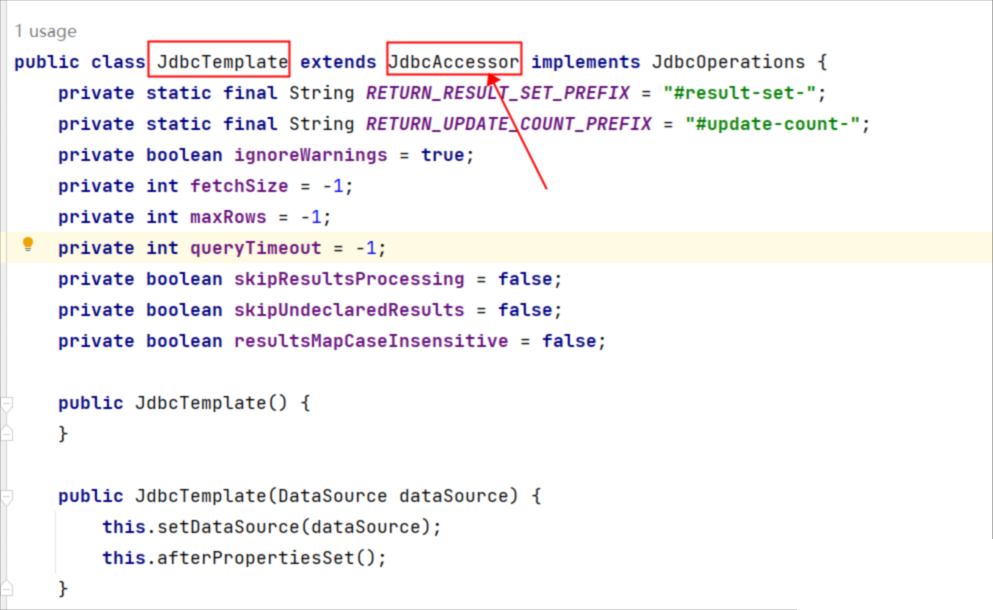 1 usage
public class JdbcTemplate extends JdbcAccessor implements JdbcOperations {
private static final String RETURN_RESULT_SET_PREFIX = "#result-set-";
private static final String RETURN_UPDATE_COUNT_PREFIX = "#update-count-";
private boolean ignoreWarnings = true;
private int fetchSize = -1;
private int maxRows = -1;
private int queryTimeout = -1;
private boolean skipResultsProcessing = false;
private boolean skipUndeclaredResults = false;
private boolean resultsMapCaseInsensitive = false;
public JdbcTemplate() {
}
public JdbcTemplate(DataSource dataSource) {
this.setDataSource(dataSource);
this.afterPropertiesSet();
}